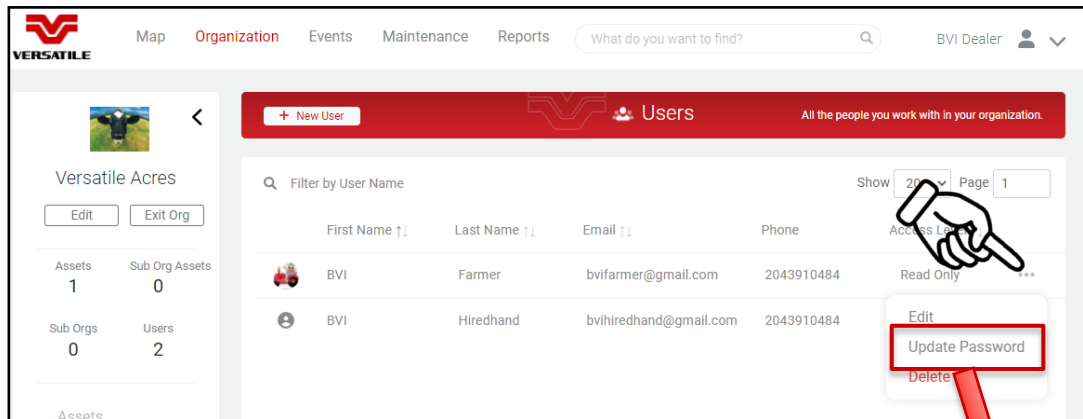 VERSATILE
Map Organization Events Maintenance Reports What do you want to find? BVI Dealer
+ New User Users All the people you work with in your organization.
Versatile Acres
Edit Exit Org
Filter by User Name Show 20 Page 1
First Name Last Name Email Phone Access Level
Assets Sub Org Assets
1 0
BVI Farmer bvifarmer@gmail.com 2043910484 Read Only ...
Sub Orgs Users
0 2
BVI Hiredhand bvihiredhand@gmail.com 2043910484
Edit
Update Password
Delete
Assets